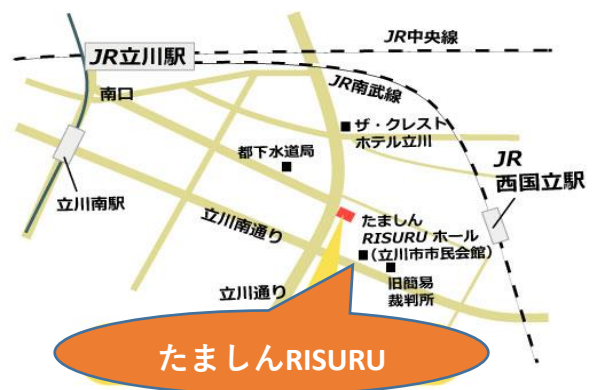 JR中央線
JR立川駅
JR南武線
南口
ザ・クレスト
ホテル立川
都下水道局
JR
西国立駅
立川南駅
立川南通り
たましん
RISURU ホール
(立川市市民会館)
旧簡易
裁判所
立川通り
たましんRISURU